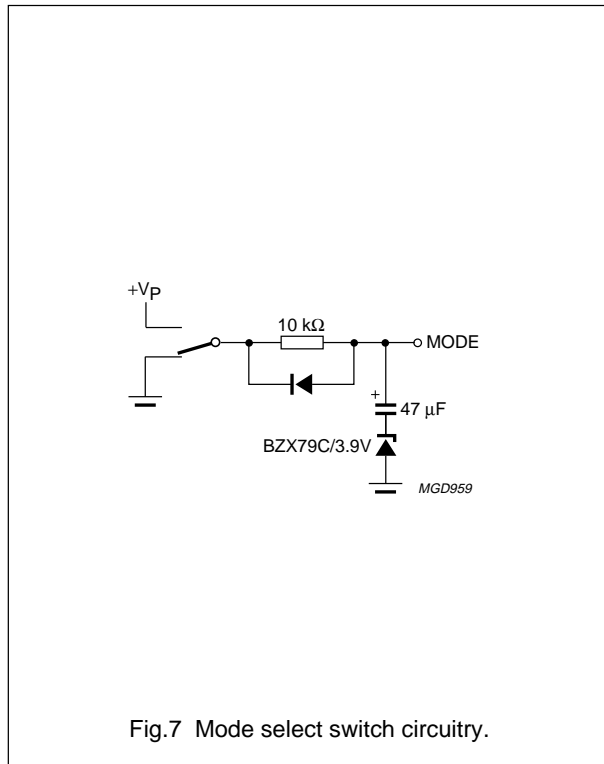 +VP
10 kΩ
MODE
+
47 μF
BZX79C/3.9V
MGD959
Fig.7 Mode select switch circuitry.